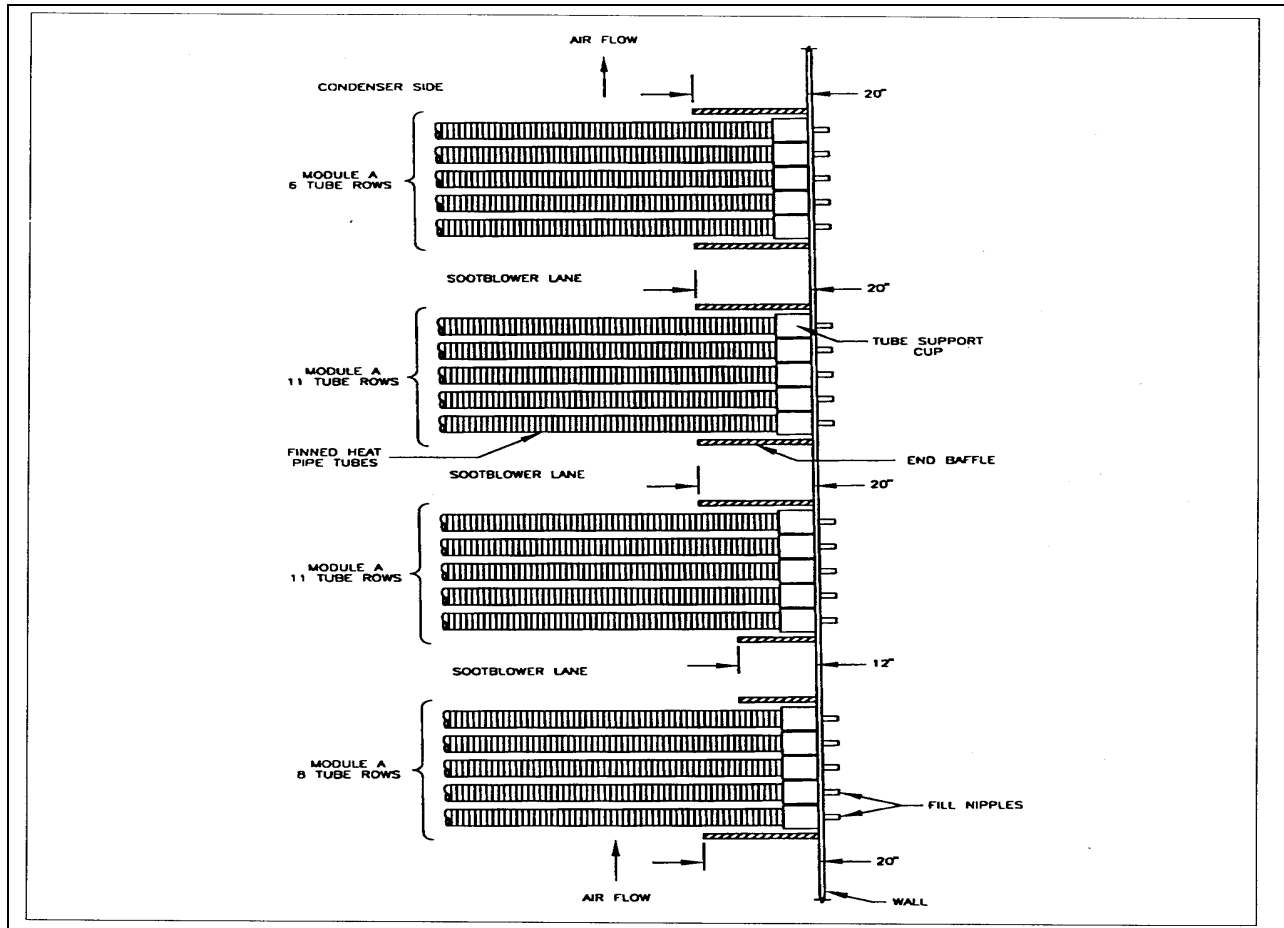 AIR FLOW
CONDENSER SIDE
20"
MODULE A
6 TUBE ROWS
SOOTBLOWER LANE
20"
TUBE SUPPORT
CUP
MODULE A
11 TUBE ROWS
FINNED HEAT
PIPE TUBES
END BAFFLE
SOOTBLOWER LANE
20"
MODULE A
11 TUBE ROWS
SOOTBLOWER LANE
12"
MODULE A
8 TUBE ROWS
FILL NIPPLES
20"
AIR FLOW
WALL